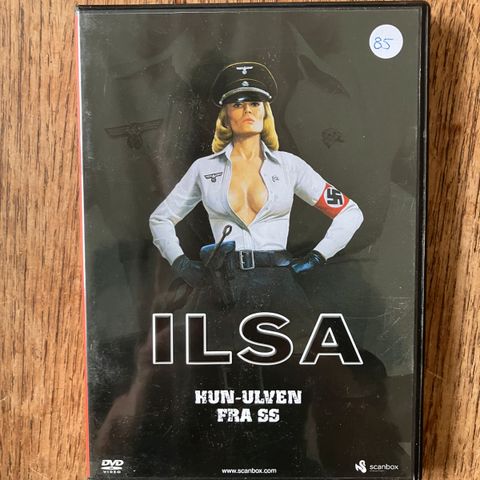 85
ILSA
HUN-ULVEN
FRA SS
DVD
VIDEO
www.scanbox.com
scanbox